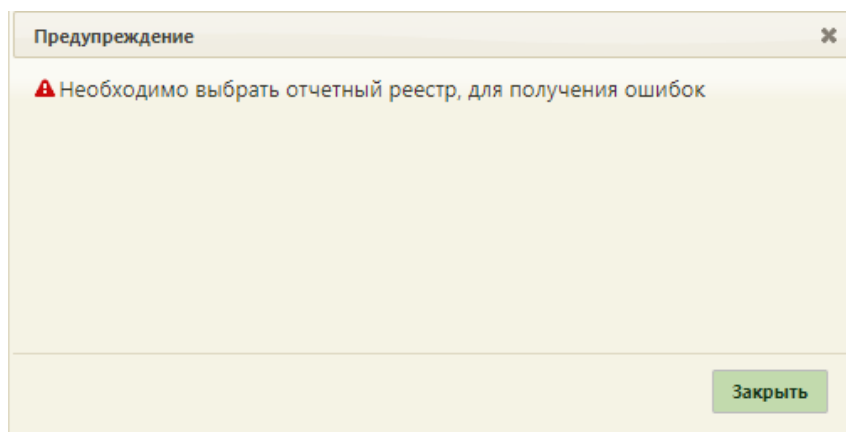 Предупреждение
Необходимо выбрать отчетный реестр, для получения ошибок
Закрыть